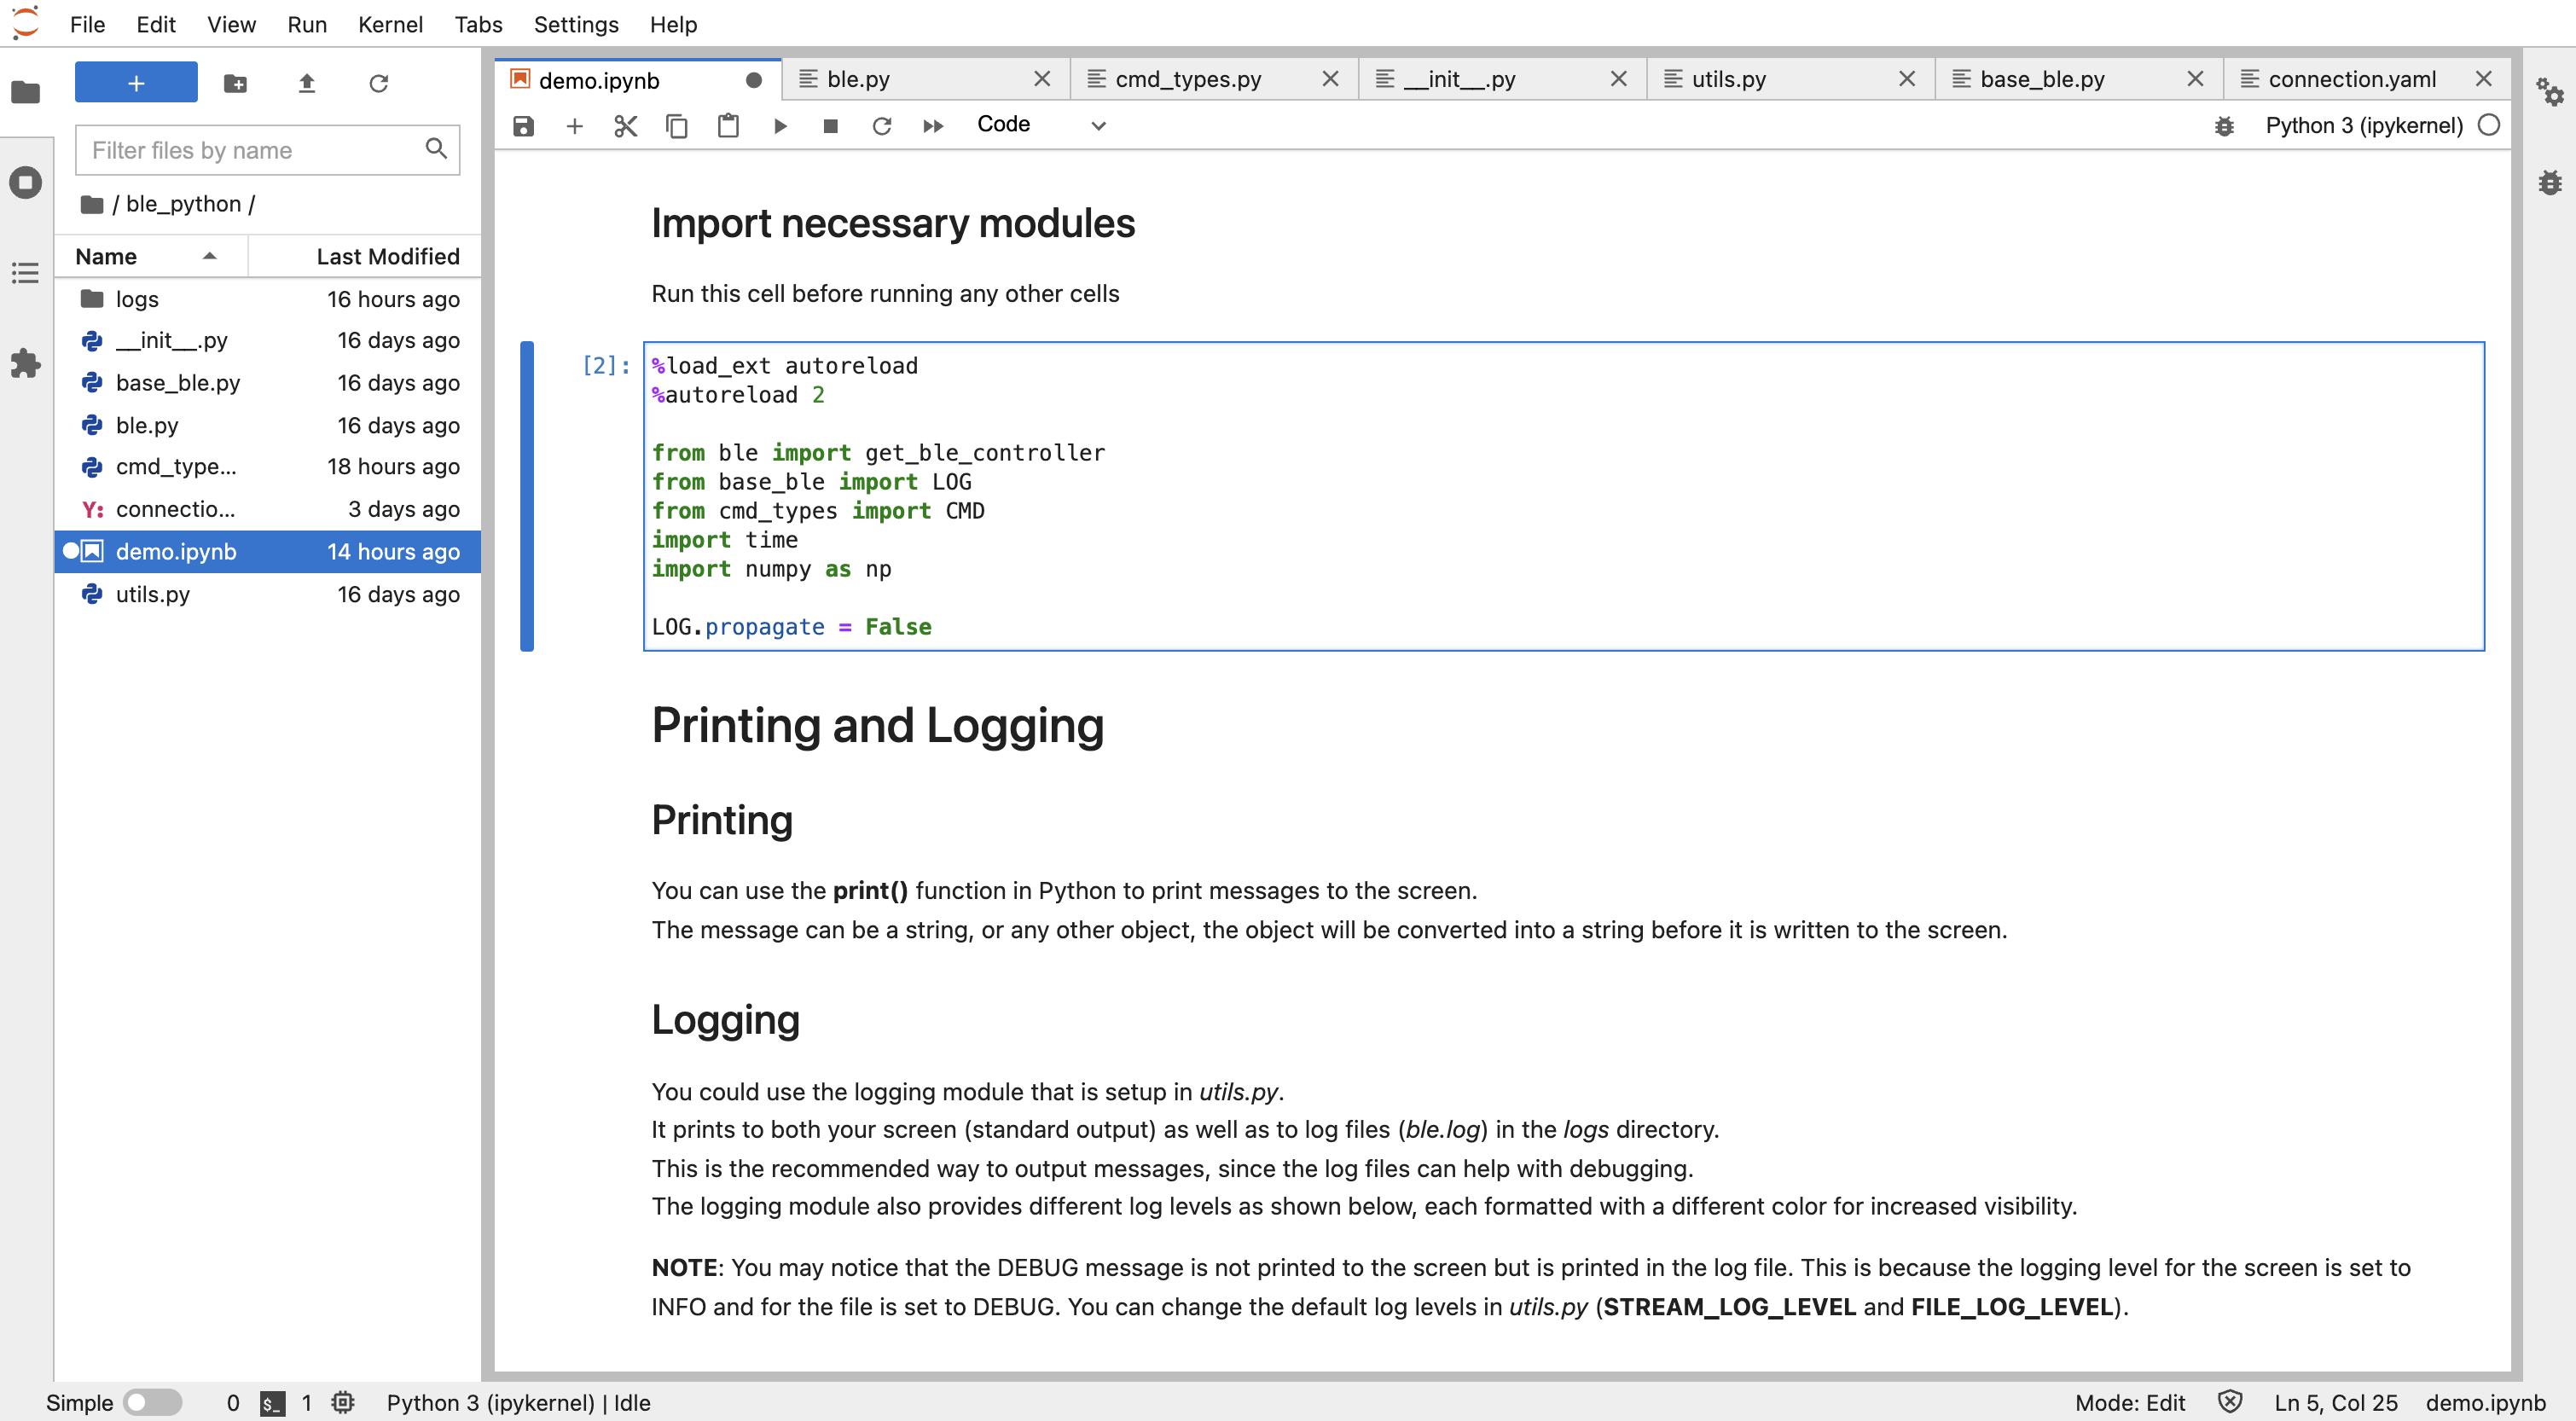 File Edit View Run Kernel Tabs Settings Help
+
Filter files by name
/ ble_python /
Name Last Modified
logs 16 hours ago
__init__.py 16 days ago
base_ble.py 16 days ago
ble.py 16 days ago
cmd_type... 18 hours ago
Y: connectio... 3 days ago
demo.ipynb 14 hours ago
utils.py 16 days ago
demo.ipynb ble.py cmd_types.py __init__.py utils.py base_ble.py connection.yaml
Code Python 3 (ipykernel)
Import necessary modules
Run this cell before running any other cells
[2]: %load_ext autoreload
%autoreload 2
from ble import get_ble_controller
from base_ble import LOG
from cmd_types import CMD
import time
import numpy as np
LOG.propagate = False
Printing and Logging
Printing
You can use the print() function in Python to print messages to the screen.
The message can be a string, or any other object, the object will be converted into a string before it is written to the screen.
Logging
You could use the logging module that is setup in utils.py.
It prints to both your screen (standard output) as well as to log files (ble.log) in the logs directory.
This is the recommended way to output messages, since the log files can help with debugging.
The logging module also provides different log levels as shown below, each formatted with a different color for increased visibility.
NOTE: You may notice that the DEBUG message is not printed to the screen but is printed in the log file. This is because the logging level for the screen is set to
INFO and for the file is set to DEBUG. You can change the default log levels in utils.py (STREAM_LOG_LEVEL and FILE_LOG_LEVEL).
Simple 0 $_ 1 Python 3 (ipykernel) | Idle Mode: Edit Ln 5, Col 25 demo.ipynb